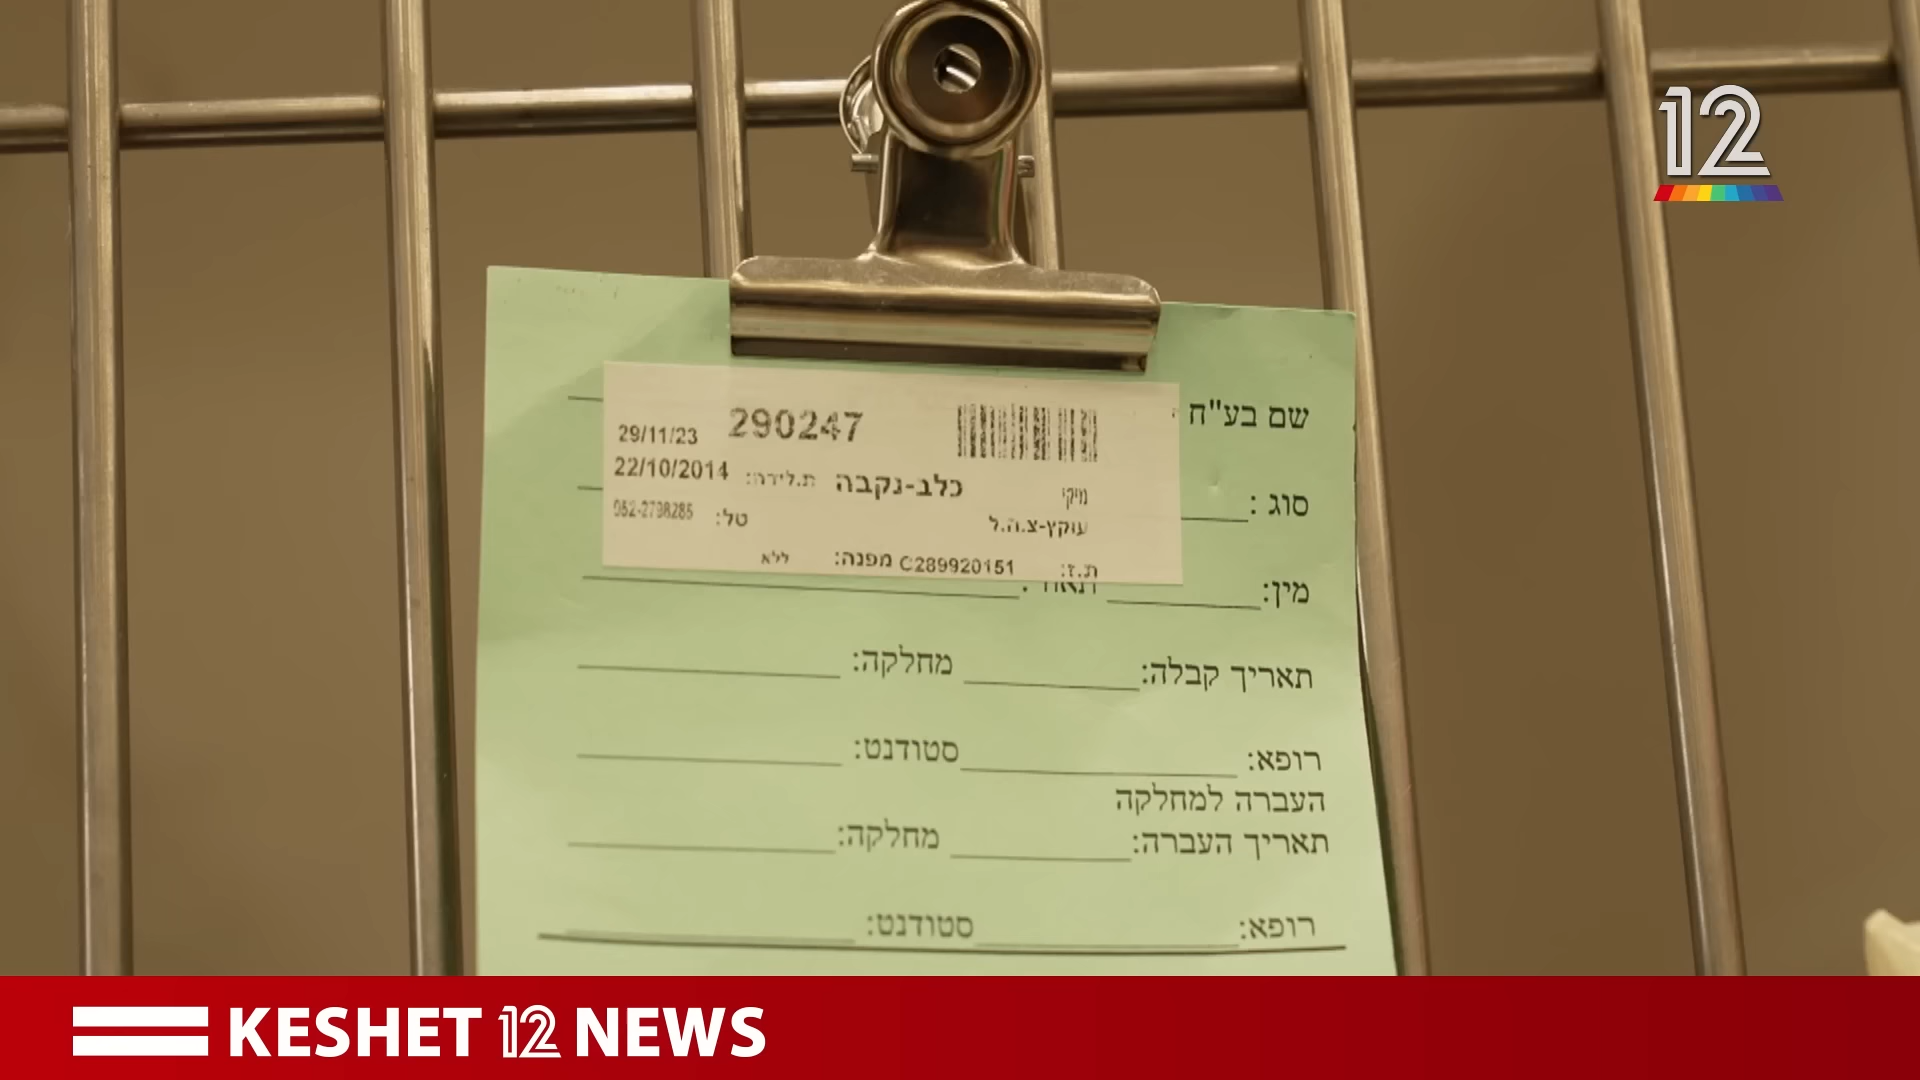 12
שם בע"ח
290247
29/11/23
מיקי כלב-נקבה ת.לידה: 22/10/2014
סוג:
עוקץ-צ.ה.ל טל: 052-2798285
ת.ז: C289920151 מפנה: ללא
מין:
תאריך קבלה: מחלקה:
רופא: סטודנט:
העברה למחלקה
תאריך העברה: מחלקה:
רופא: סטודנט:
KESHET 12 NEWS